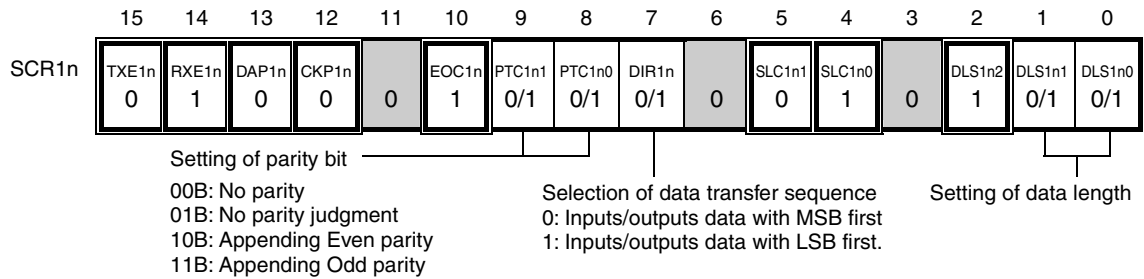 15 14 13 12 11 10 9 8 7 6 5 4 3 2 1 0
SCR1n TXE1n RXE1n DAP1n CKP1n EOC1n PTC1n1 PTC1n0 DIR1n SLC1n1 SLC1n0 DLS1n2 DLS1n1 DLS1n0
0 1 0 0 0 1 0/1 0/1 0/1 0 0 1 0 1 0/1 0/1
Setting of parity bit
00B: No parity
01B: No parity judgment
10B: Appending Even parity
11B: Appending Odd parity
Selection of data transfer sequence
0: Inputs/outputs data with MSB first
1: Inputs/outputs data with LSB first.
Setting of data length